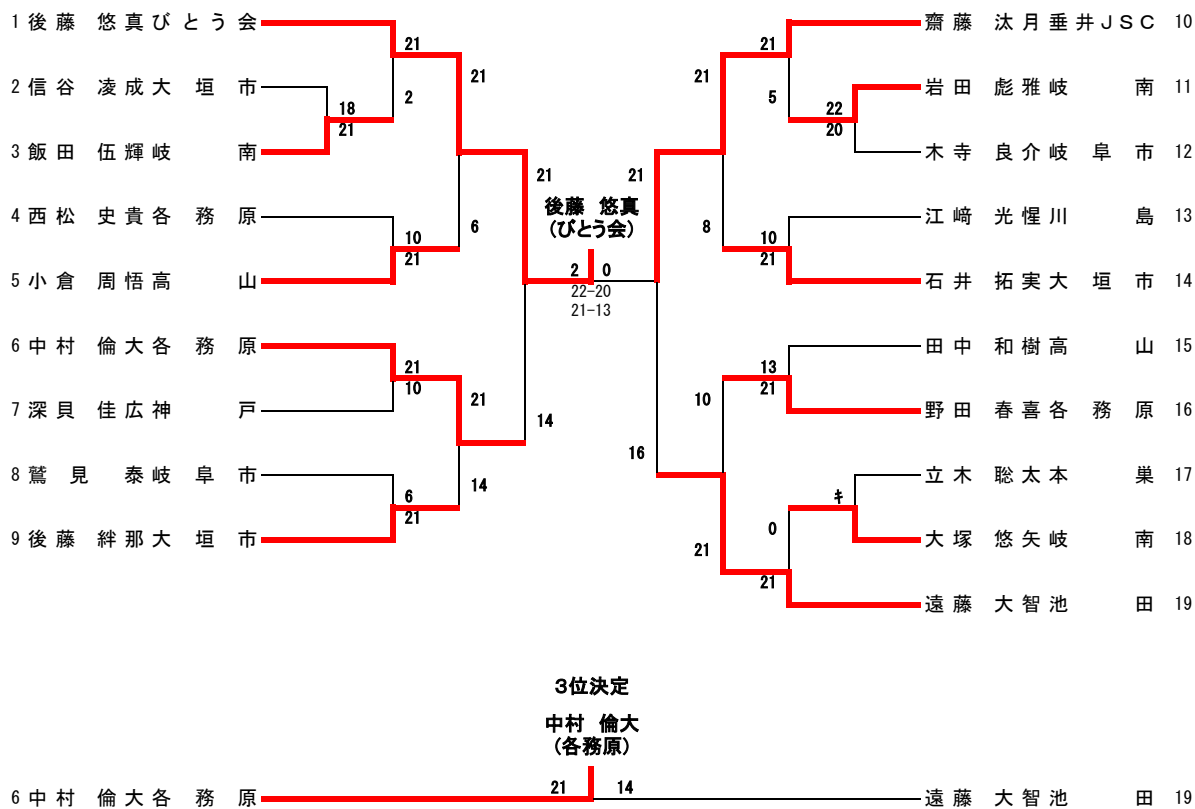 1 後藤 悠真 びとう会
21
2
2 信谷 凌成 大垣市
18
21
3 飯田 伍輝 岐南
21
6
4 西松 史貴 各務原
10
21
5 小倉 周悟 高山
21
14
6 中村 倫大 各務原
21
10
7 深貝 佳広 神戸
21
14
8 鷲見 泰 岐阜市
6
21
9 後藤 絆那 大垣市
後藤 悠真
(びとう会)
2 0
22-20
21-13
齋藤 汰月 垂井JSC 10
21
5
岩田 彪雅 岐南 11
22
20
木寺 良介 岐阜市 12
21
8
江﨑 光惺 川島 13
10
21
石井 拓実 大垣市 14
21
16
田中 和樹 高山 15
13
21
野田 春喜 各務原 16
10
21
立木 聡太 本巣 17
キ
大塚 悠矢 岐南 18
0
21
遠藤 大智 池田 19
3位決定
中村 倫大
(各務原)
6 中村 倫大 各務原 21 14 遠藤 大智 池田 19